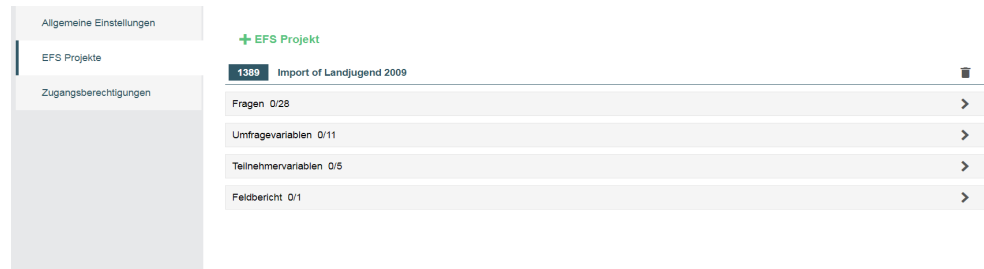 Allgemeine Einstellungen
EFS Projekte
Zugangsberechtigungen
+ EFS Projekt
1389 Import of Landjugend 2009
Fragen 0/28
Umfragevariablen 0/11
Teilnehmervariablen 0/5
Feldbericht 0/1